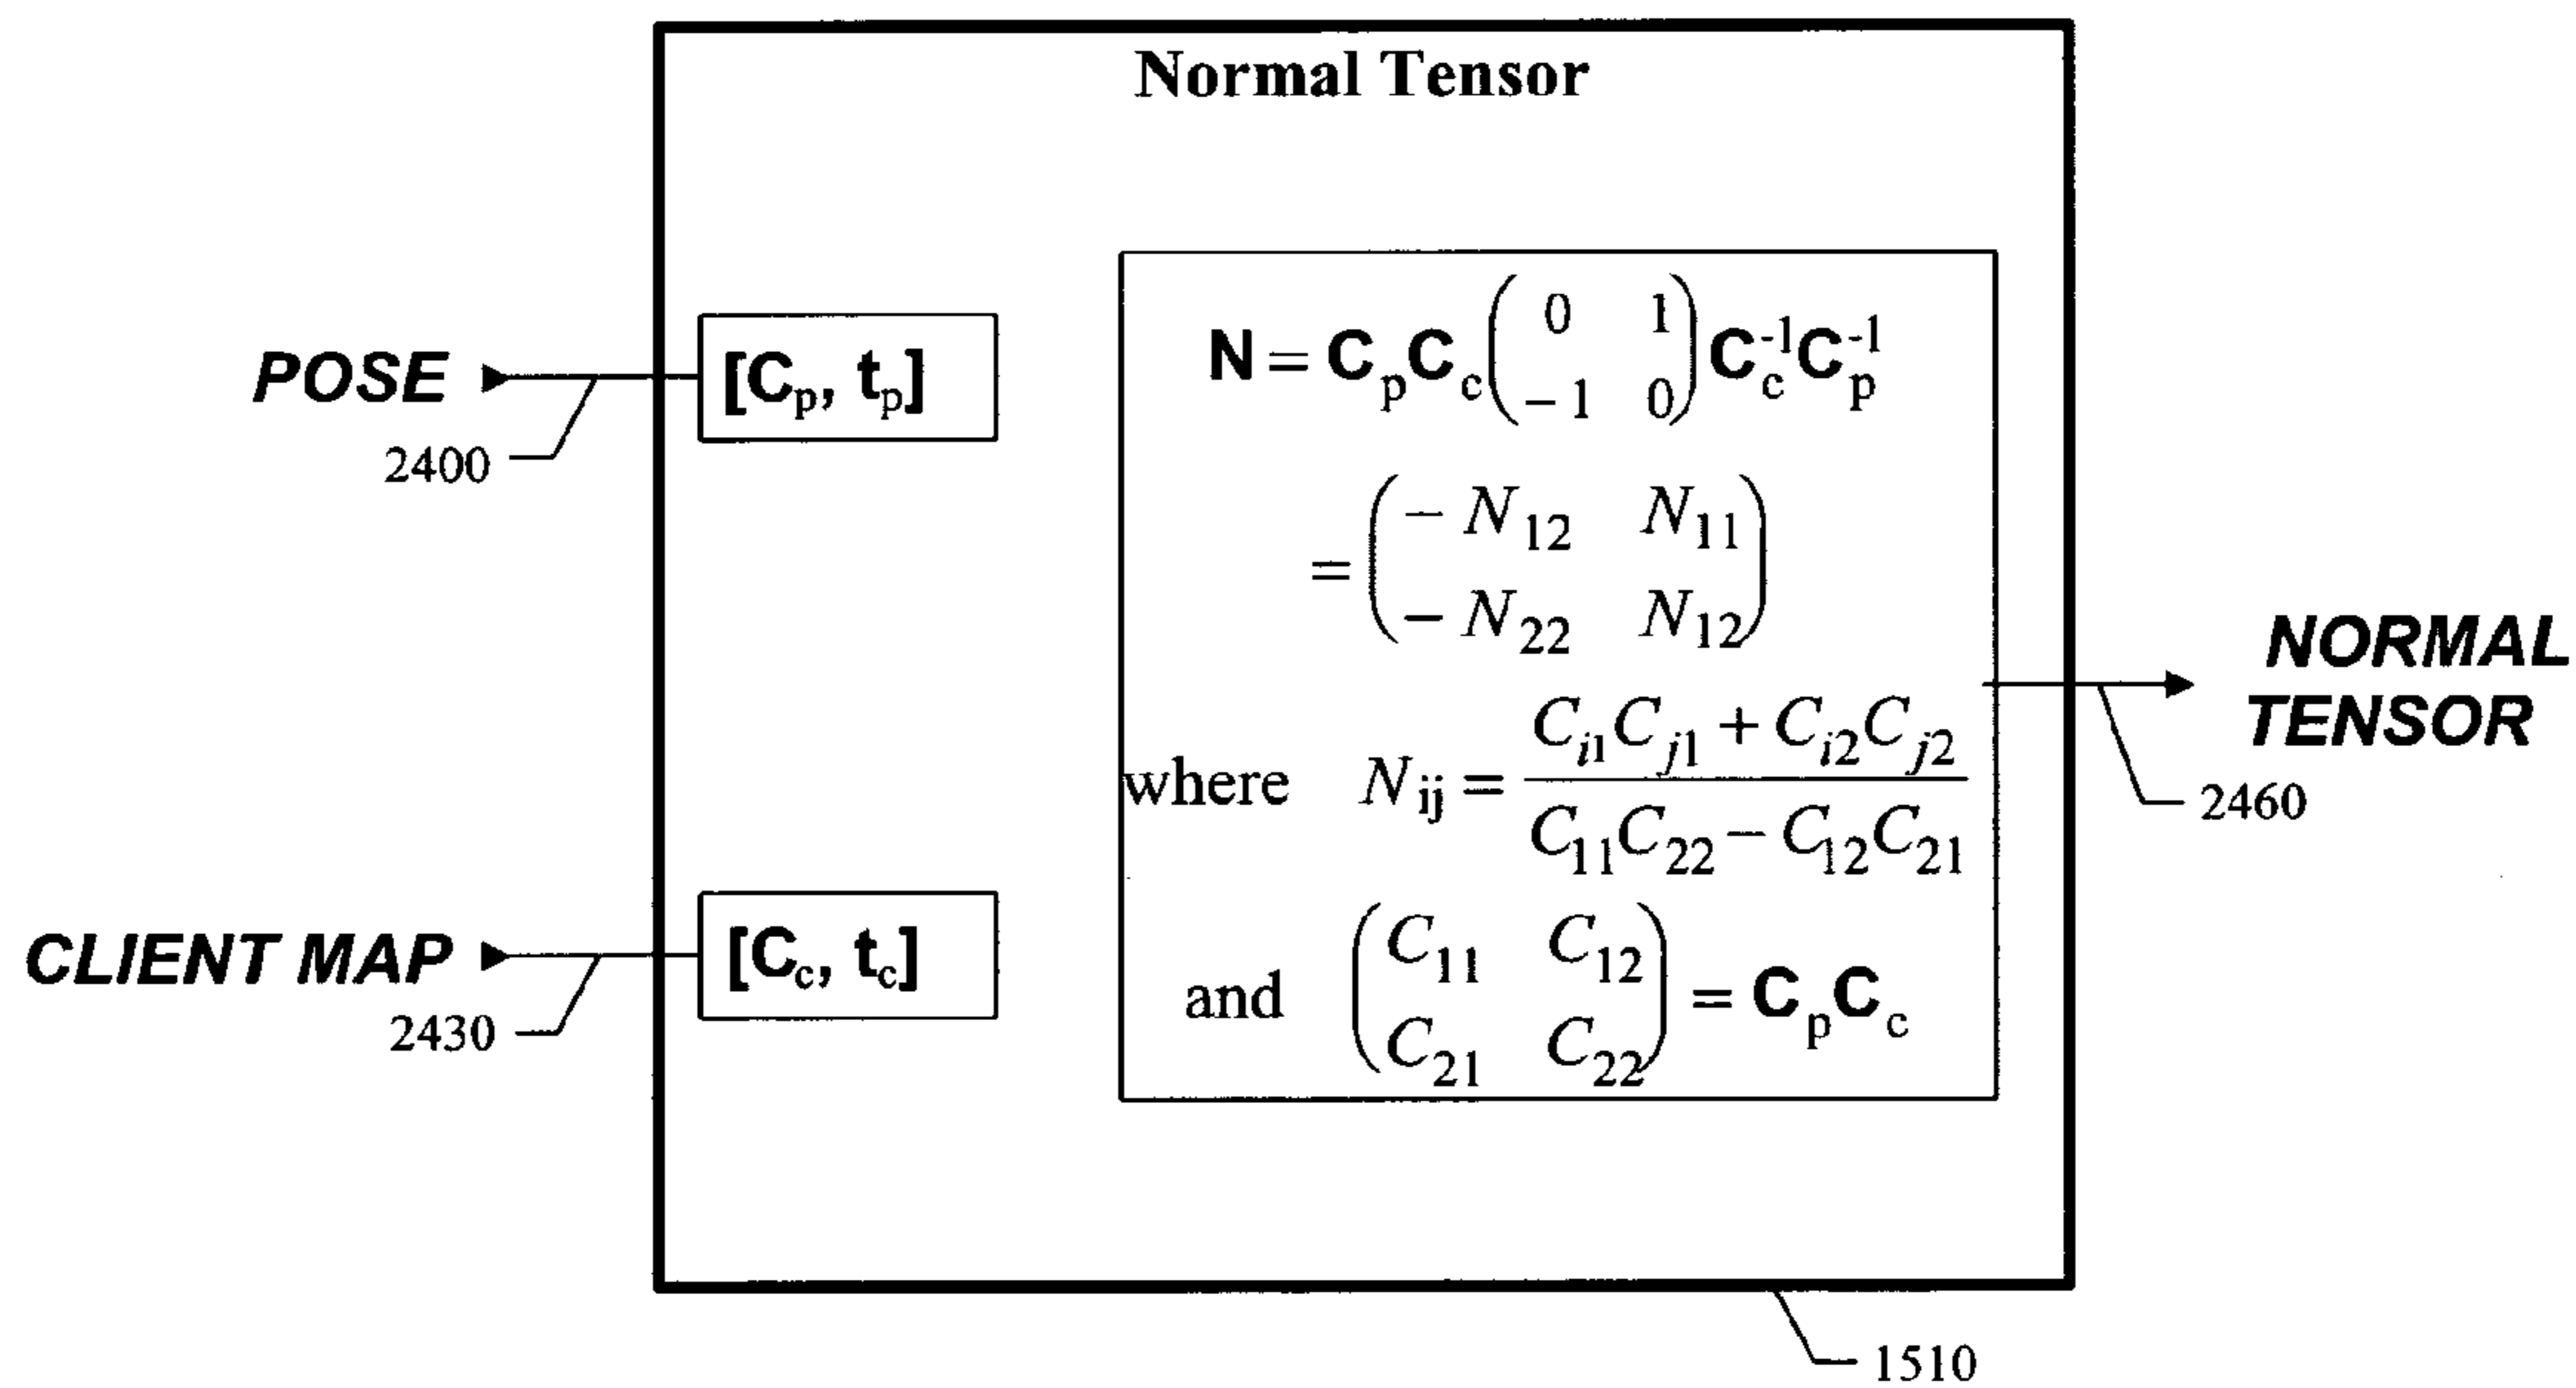 Normal Tensor
POSE
2400
[Cp, tp]
CLIENT MAP
2430
[Cc, tc]
N = CpCc ( 0 1 ; -1 0 ) Cc^-1 Cp^-1
= ( - N12 N11 ; - N22 N12 )
where Nij = (Ci1Cj1 + Ci2Cj2) / (C11C22 - C12C21)
and ( C11 C12 ; C21 C22 ) = CpCc
NORMAL
TENSOR
2460
1510